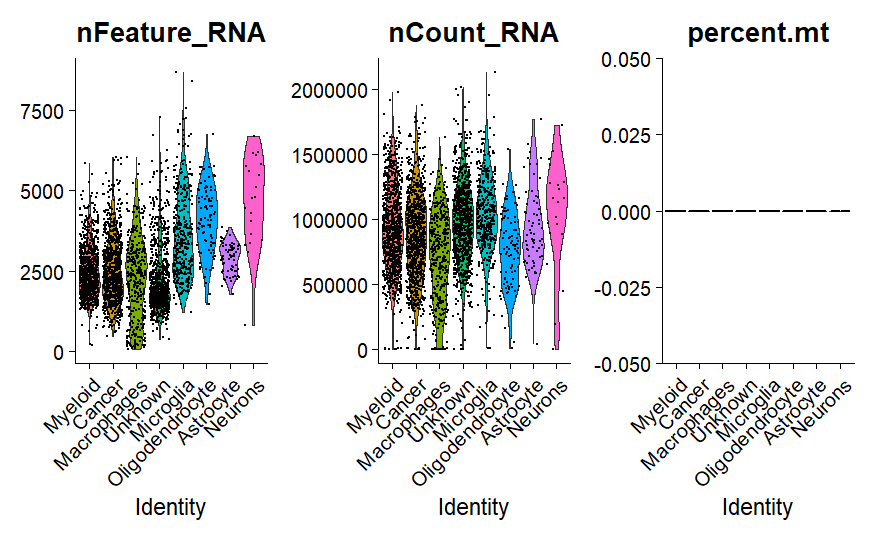 nFeature_RNA
7500
5000
2500
0
Myeloid
Cancer
Macrophages
Unknown
Microglia
Oligodendrocyte
Astrocyte
Neurons
Identity
nCount_RNA
2000000
1500000
1000000
500000
0
Myeloid
Cancer
Macrophages
Unknown
Microglia
Oligodendrocyte
Astrocyte
Neurons
Identity
percent.mt
0.050
0.025
0.000
-0.025
-0.050
Myeloid
Cancer
Macrophages
Unknown
Microglia
Oligodendrocyte
Astrocyte
Neurons
Identity